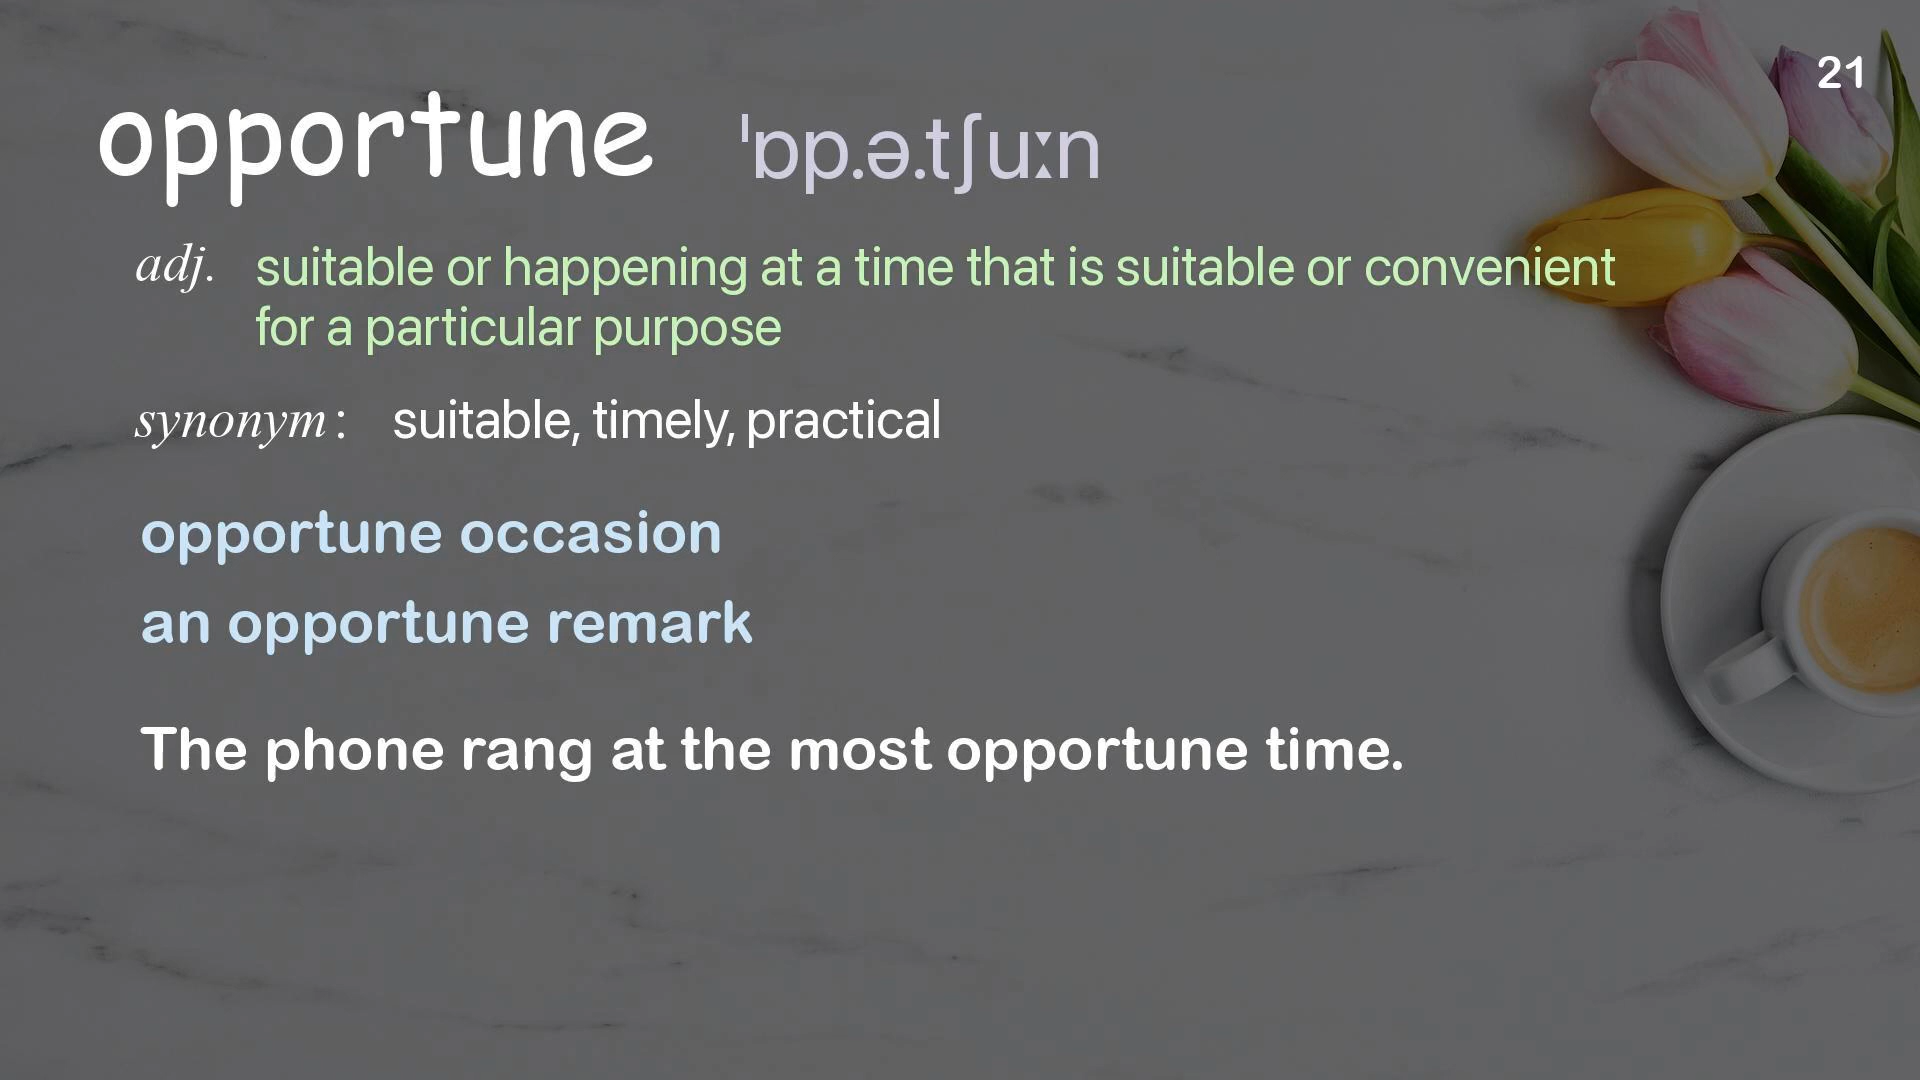 21
opportune ˈɒp.ə.tʃuːn
adj. suitable or happening at a time that is suitable or convenient
for a particular purpose
synonym : suitable, timely, practical
opportune occasion
an opportune remark
The phone rang at the most opportune time.